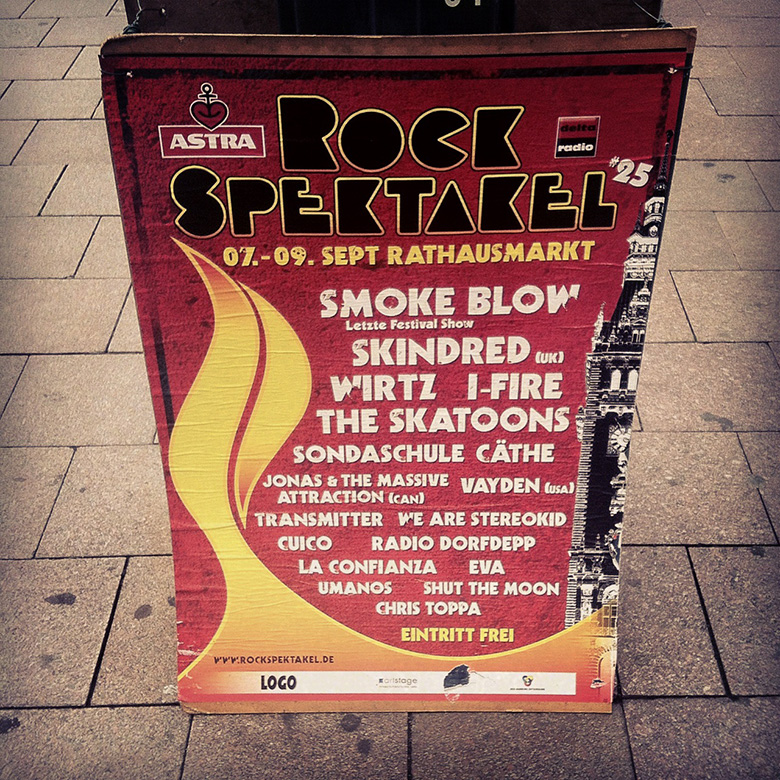 ASTRA
ROCK
delta
radio
SPEKTAKEL #25
07.-09. SEPT RATHAUSMARKT
SMOKE BLOW
Letzte Festival Show
SKINDRED (UK)
WIRTZ I-FIRE
THE SKATOONS
SONDASCHULE CÄTHE
JONAS & THE MASSIVE
ATTRACTION (CAN) VAYDEN (USA)
TRANSMITTER WE ARE STEREOKID
CUICO RADIO DORFDEPP
LA CONFIANZA EVA
UMANOS SHUT THE MOON
CHRIS TOPPA
EINTRITT FREI
WWW.ROCKSPEKTAKEL.DE
LOGO artstage